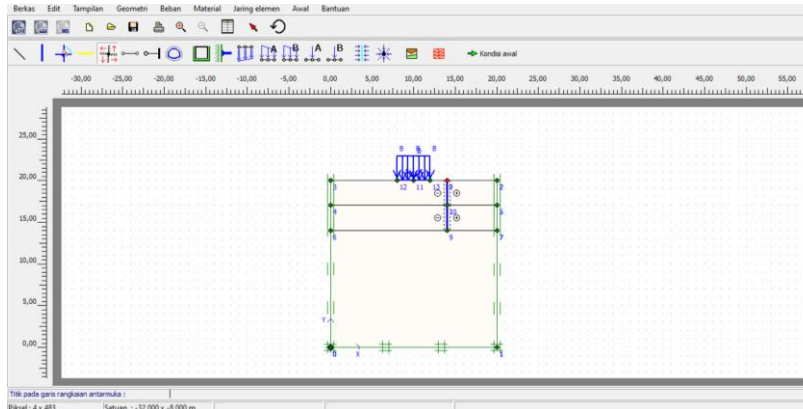 Berkas Edit Tampilan Geometri Beban Material Jaring elemen Awal Bantuan
A B A B Kondisi awal
-30,00 -25,00 -20,00 -15,00 -10,00 -5,00 0,00 5,00 10,00 15,00 20,00 25,00 30,00 35,00 40,00 45,00 50,00 55,00
25,00
B B B
20,00
3 12 11 13 8 2
4 10 5
15,00
6 9 7
10,00
5,00
Y
0,00
0 X 1
Titik pada garis rangkaian antarmuka :
Piksel : 4 x 483 Satuan : -32,000 x -8,000 m